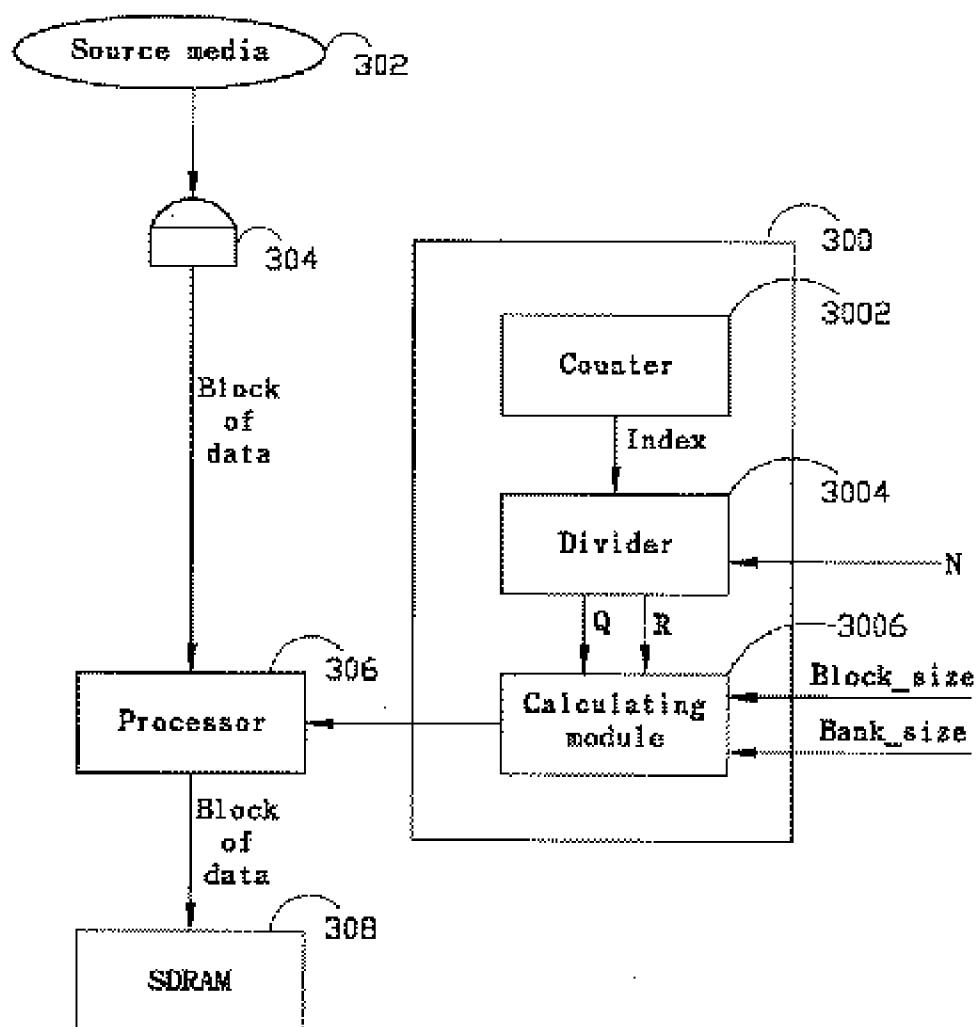 Source media
302
304
300
3002
Counter
Block
of
data
Index
3004
Divider
N
Q R
3006
306
Block_size
Processor
Calculating
module
Bank_size
Block
of
data
308
SDRAM